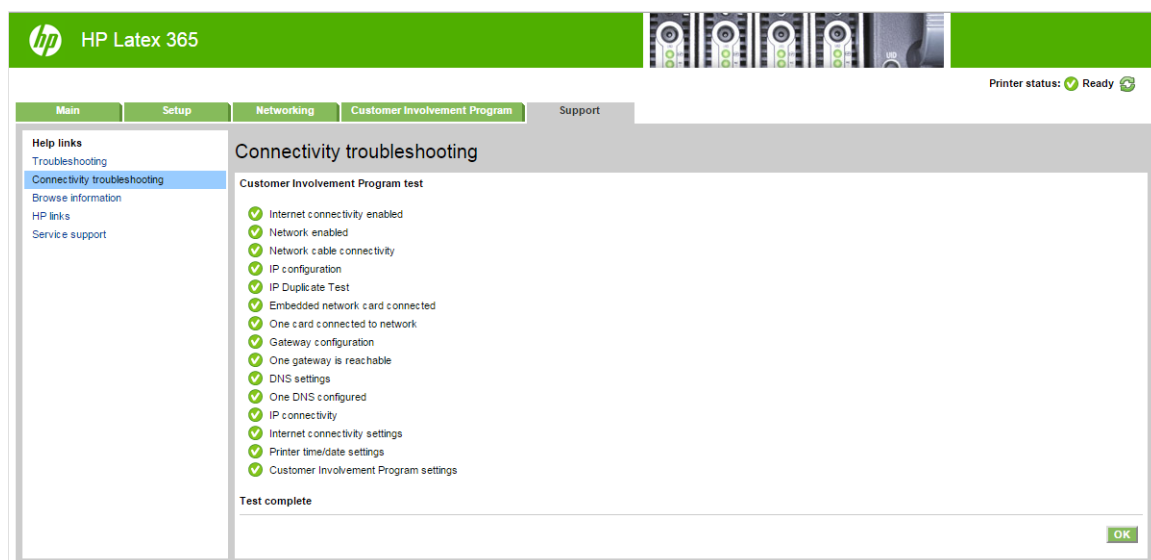 hp HP Latex 365
UID
Printer status: Ready
Main Setup Networking Customer Involvement Program Support
Help links
Troubleshooting
Connectivity troubleshooting
Browse information
HP links
Service support
Connectivity troubleshooting
Customer Involvement Program test
Internet connectivity enabled
Network enabled
Network cable connectivity
IP configuration
IP Duplicate Test
Embedded network card connected
One card connected to network
Gateway configuration
One gateway is reachable
DNS settings
One DNS configured
IP connectivity
Internet connectivity settings
Printer time/date settings
Customer Involvement Program settings
Test complete
OK